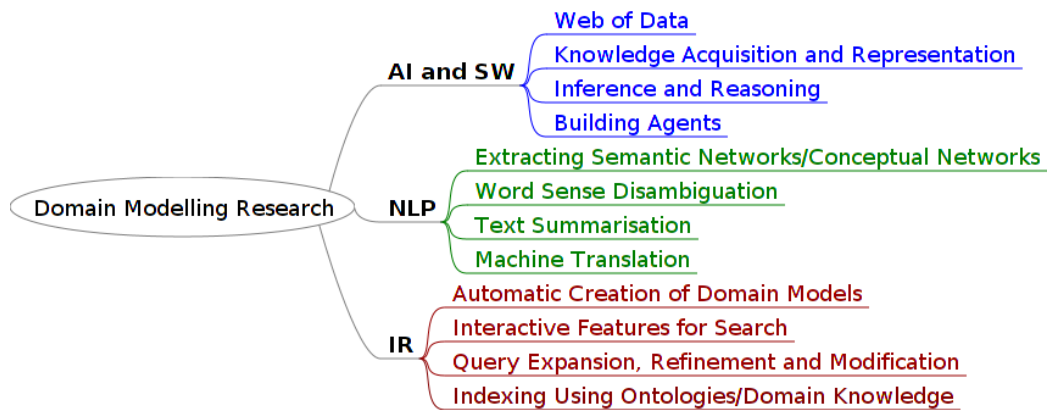 Domain Modelling Research
AI and SW
Web of Data
Knowledge Acquisition and Representation
Inference and Reasoning
Building Agents
NLP
Extracting Semantic Networks/Conceptual Networks
Word Sense Disambiguation
Text Summarisation
Machine Translation
IR
Automatic Creation of Domain Models
Interactive Features for Search
Query Expansion, Refinement and Modification
Indexing Using Ontologies/Domain Knowledge